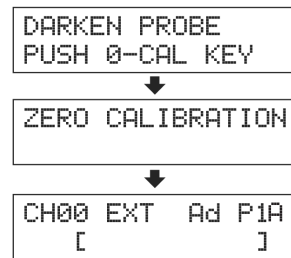 DARKEN PROBE
PUSH 0-CAL KEY
ZERO CALIBRATION
CH00 EXT Ad P1A
[ ]